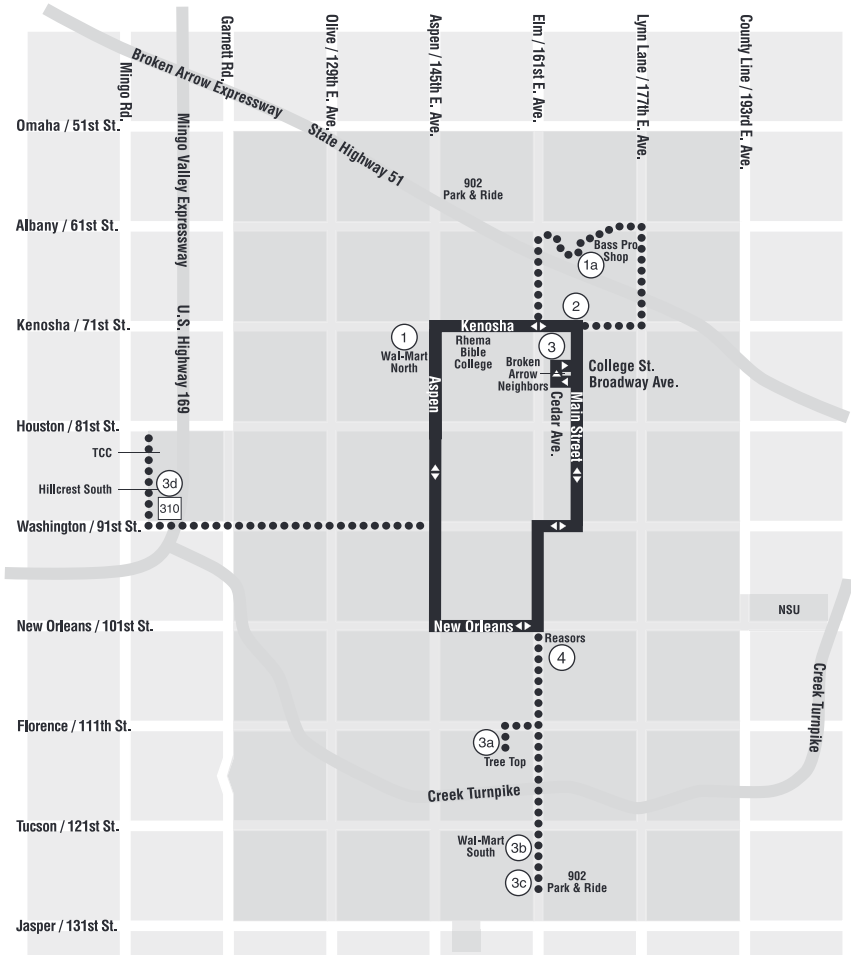 Mingo Rd.
Garnett Rd.
Olive / 129th E. Ave.
Aspen / 145th E. Ave.
Elm / 161st E. Ave.
Lynn Lane / 177th E. Ave.
County Line / 193rd E. Ave.
Broken Arrow Expressway
State Highway 51
Mingo Valley Expressway
U.S. Highway 169
Omaha / 51st St.
902
Park & Ride
Albany / 61st St.
Bass Pro
Shop
1a
2
Kenosha / 71st St.
Kenosha
1
Wal-Mart
North
Rhema
Bible
College
3
Broken
Arrow
Neighbors
College St.
Broadway Ave.
Aspen
Cedar Ave.
Main Street
Houston / 81st St.
TCC
Hillcrest South
3d
310
Washington / 91st St.
NSU
New Orleans / 101st St.
New Orleans
Reasors
4
Creek Turnpike
Florence / 111th St.
3a
Tree Top
Creek Turnpike
Tucson / 121st St.
Wal-Mart
South
3b
3c
902
Park & Ride
Jasper / 131st St.